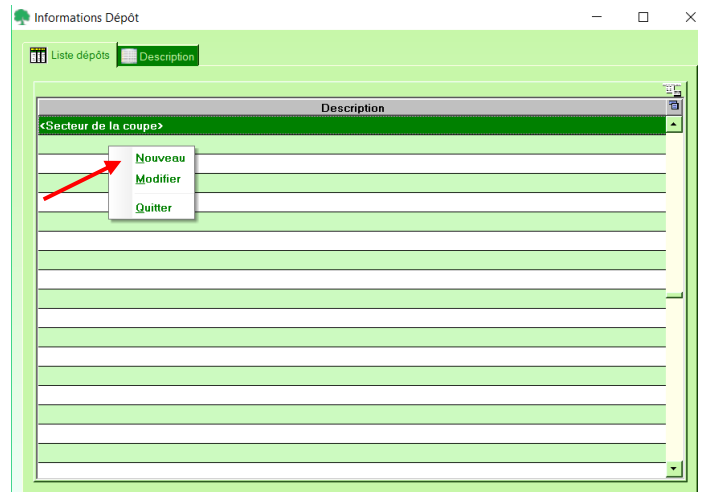 Informations Dépôt
Liste dépôts
Description
Description
<Secteur de la coupe>
Nouveau
Modifier
Quitter